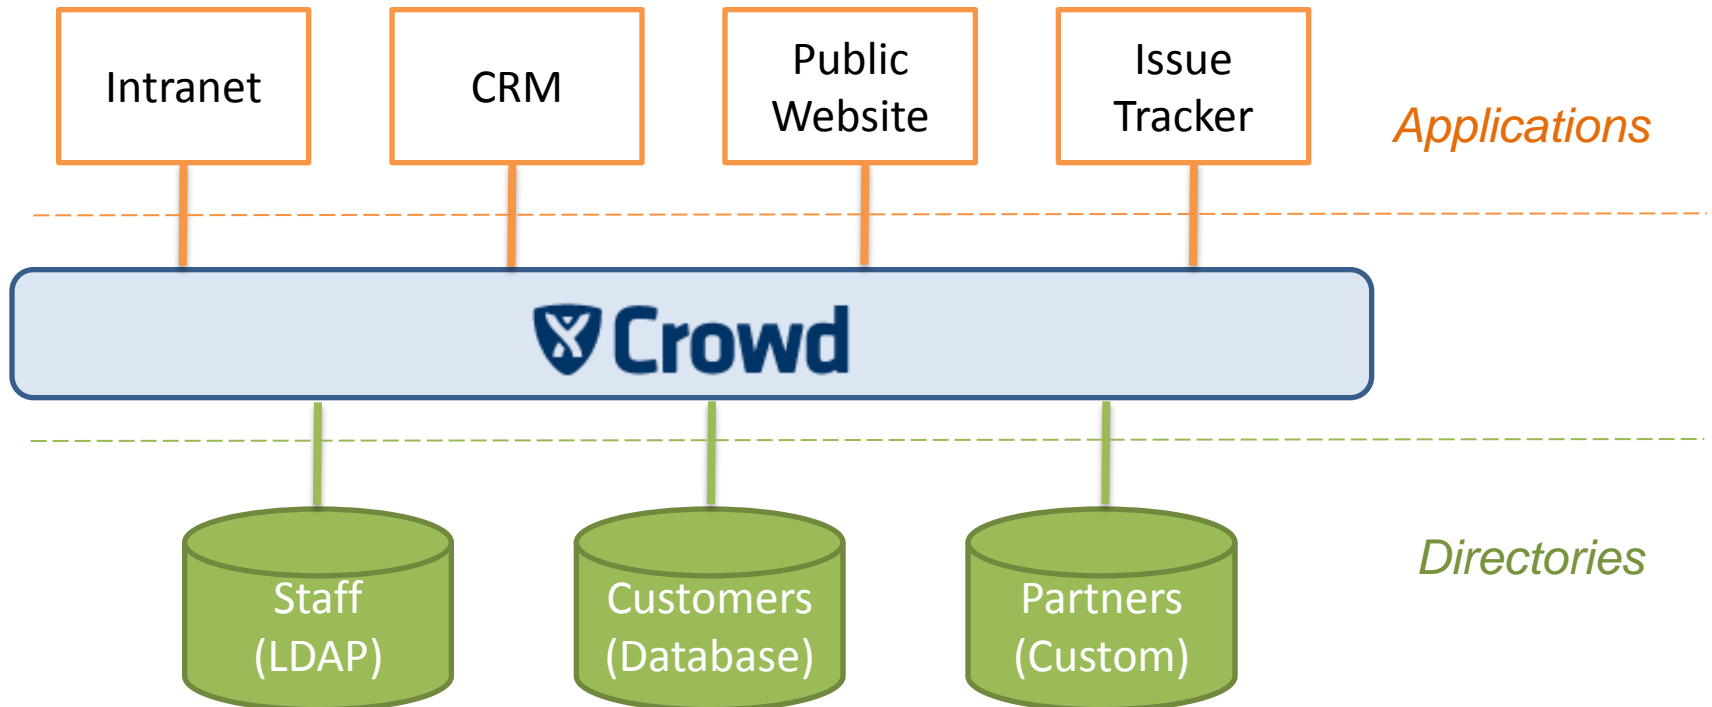 Intranet
CRM
Public
Website
Issue
Tracker
Applications
Crowd
Staff
(LDAP)
Customers
(Database)
Partners
(Custom)
Directories